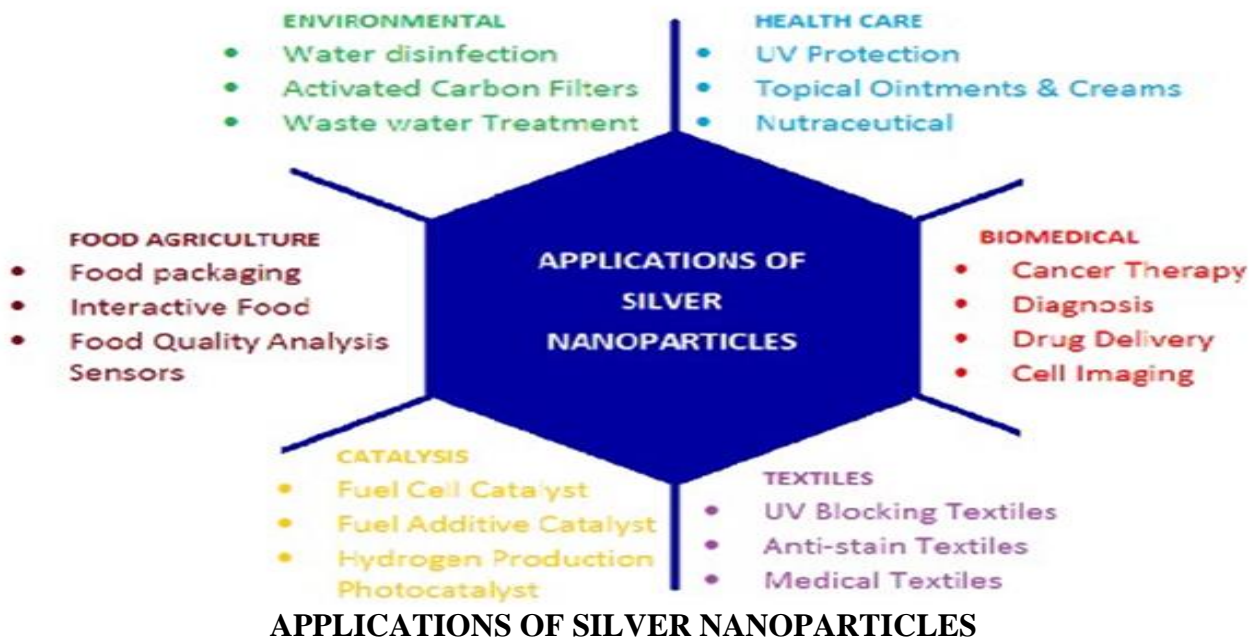 ENVIRONMENTAL
• Water disinfection
• Activated Carbon Filters
• Waste water Treatment
HEALTH CARE
• UV Protection
• Topical Ointments & Creams
• Nutraceutical
FOOD AGRICULTURE
• Food packaging
• Interactive Food
• Food Quality Analysis
Sensors
APPLICATIONS OF
SILVER
NANOPARTICLES
BIOMEDICAL
• Cancer Therapy
• Diagnosis
• Drug Delivery
• Cell Imaging
CATALYSIS
• Fuel Cell Catalyst
• Fuel Additive Catalyst
• Hydrogen Production
Photocatalyst
TEXTILES
• UV Blocking Textiles
• Anti-stain Textiles
• Medical Textiles
APPLICATIONS OF SILVER NANOPARTICLES